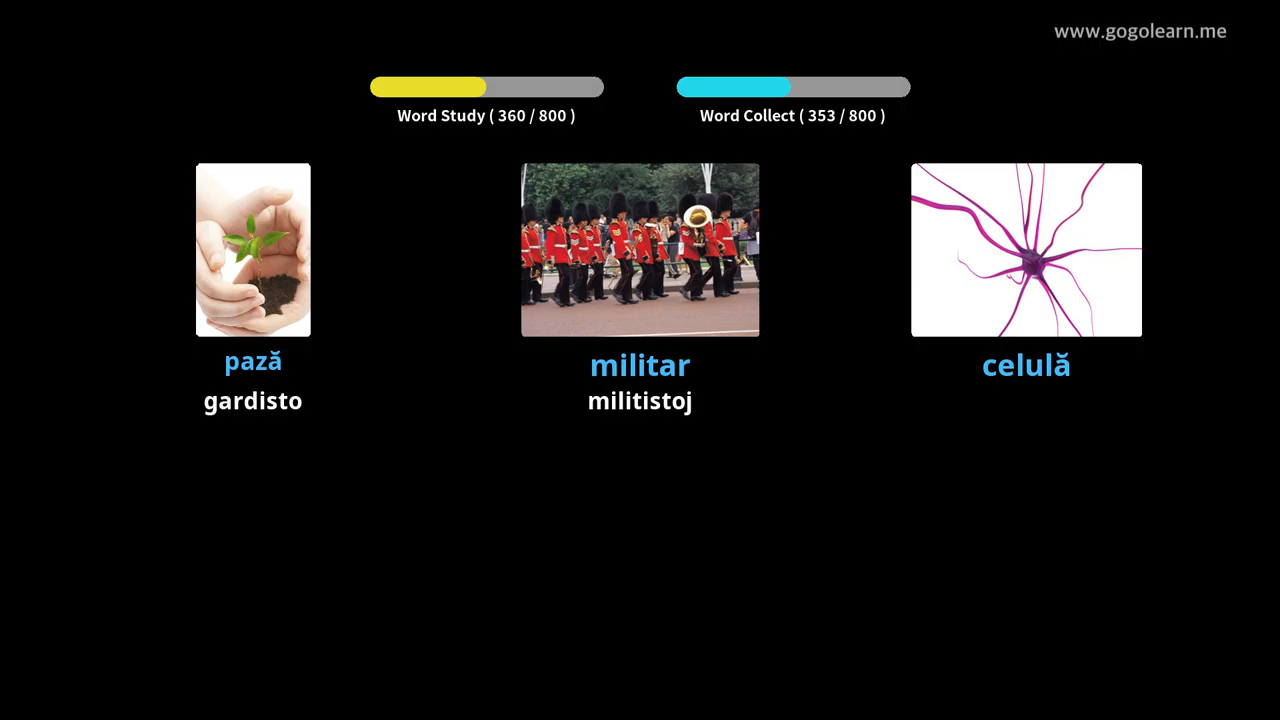 www.gogolearn.me
Word Study ( 360 / 800 )
Word Collect ( 353 / 800 )
pază
militar
celulă
gardisto
militistoj